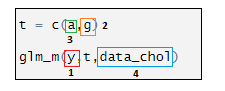 t = c(a,g) 2
3
glm_m(y,t,data_chol)
1 4